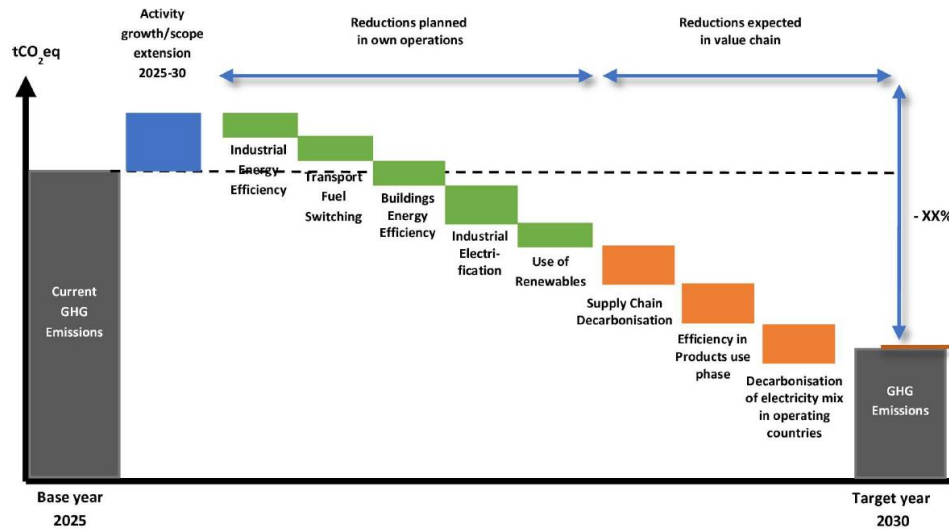 Activity
growth/scope
extension
2025-30
Reductions planned
in own operations
Reductions expected
in value chain
tCO2eq
Industrial
Energy
Efficiency
Transport
Fuel
Switching
Buildings
Energy
Efficiency
Industrial
Electri-
fication
Use of
Renewables
Supply Chain
Decarbonisation
Efficiency in
Products use
phase
Decarbonisation
of electricity mix
in operating
countries
- XX%
Current
GHG
Emissions
GHG
Emissions
Base year
2025
Target year
2030